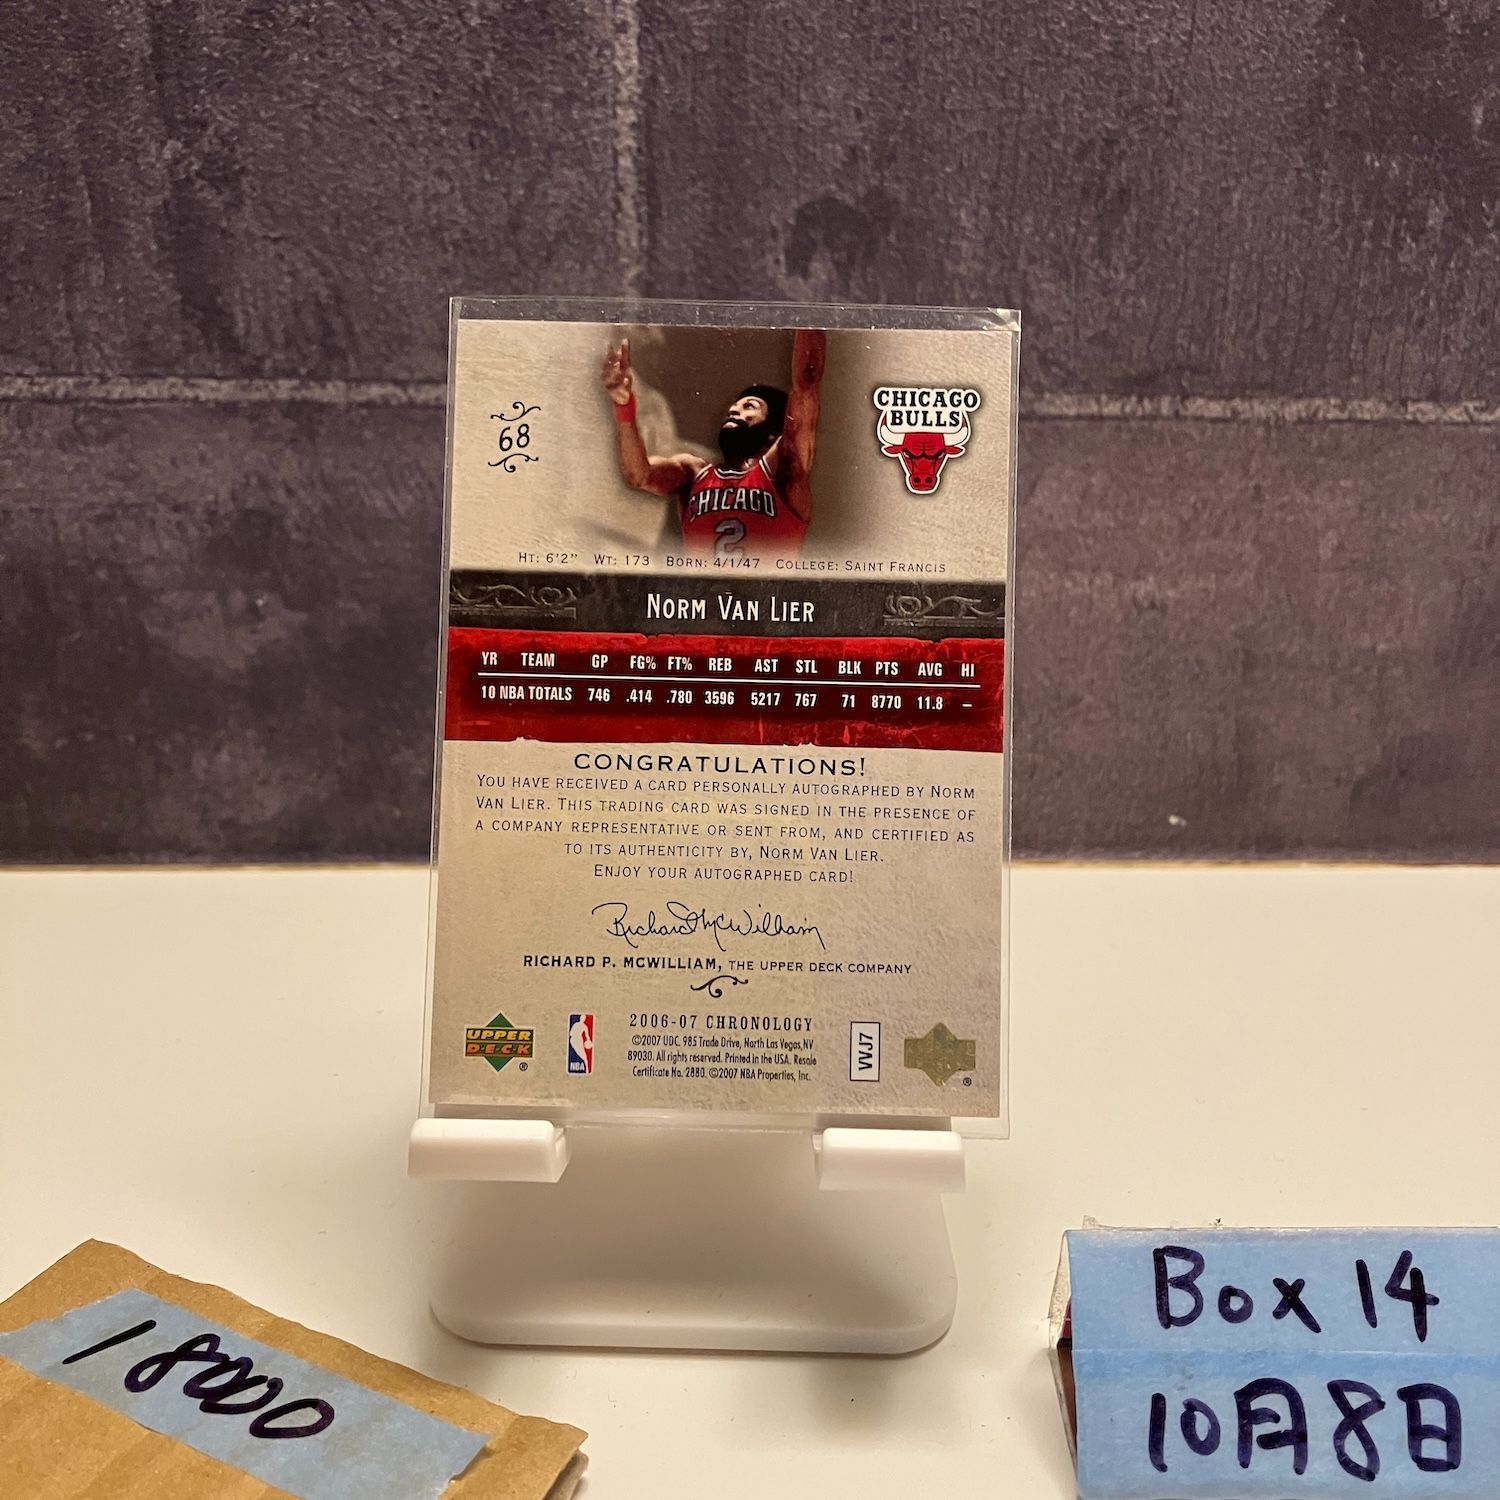 68
CHICAGO
BULLS
CHICAGO
2
HT: 6'2" WT: 173 BORN: 4/1/47 COLLEGE: SAINT FRANCIS
NORM VAN LIER
YR TEAM GP FG% FT% REB AST STL BLK PTS AVG HI
10 NBA TOTALS 746 .414 .780 3596 5217 767 71 8770 11.8 –
CONGRATULATIONS!
YOU HAVE RECEIVED A CARD PERSONALLY AUTOGRAPHED BY NORM
VAN LIER. THIS TRADING CARD WAS SIGNED IN THE PRESENCE OF
A COMPANY REPRESENTATIVE OR SENT FROM, AND CERTIFIED AS
TO ITS AUTHENTICITY BY, NORM VAN LIER.
ENJOY YOUR AUTOGRAPHED CARD!
Richard McWilliam
RICHARD P. MCWILLIAM, THE UPPER DECK COMPANY
UPPER
DECK
®
NBA
2006-07 CHRONOLOGY
©2007 UDC. 985 Trade Drive, North Las Vegas, NV
89030. All rights reserved. Printed in the USA. Resale
Certificate No. 2880. ©2007 NBA Properties, Inc.
VVJ7
®
18000
Box 14
10月8日